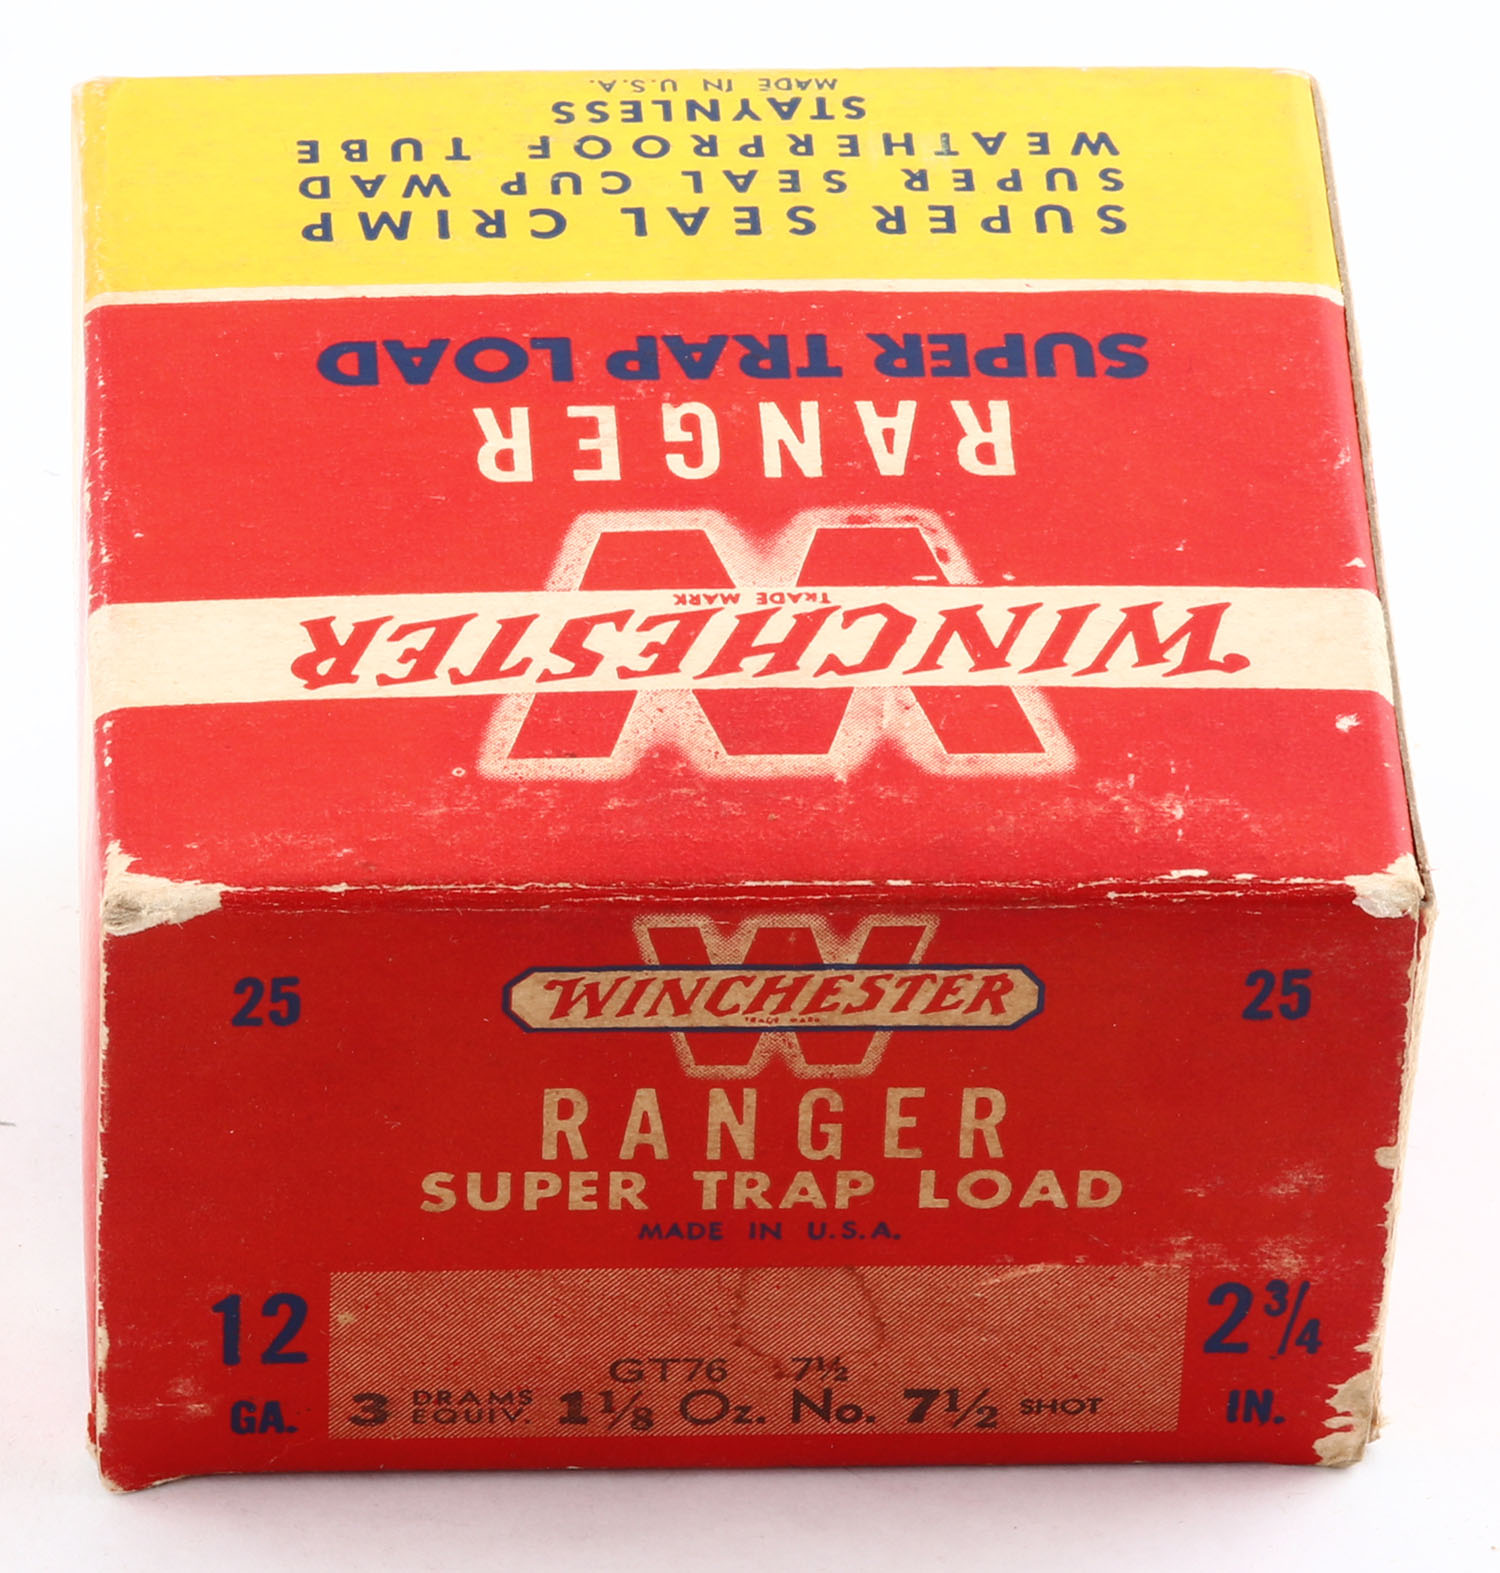 SUPER SEAL CRIMP
SUPER SEAL CUP WAD
WEATHERPROOF TUBE
STAYNLESS
MADE IN U.S.A.
WINCHESTER
TRADE MARK
RANGER
SUPER TRAP LOAD
25
WINCHESTER
TRADE MARK
25
RANGER
SUPER TRAP LOAD
MADE IN U.S.A.
12
GA.
GT76 7½
3 DRAMS EQUIV. 1⅛ Oz. No. 7½ SHOT
2¾
IN.